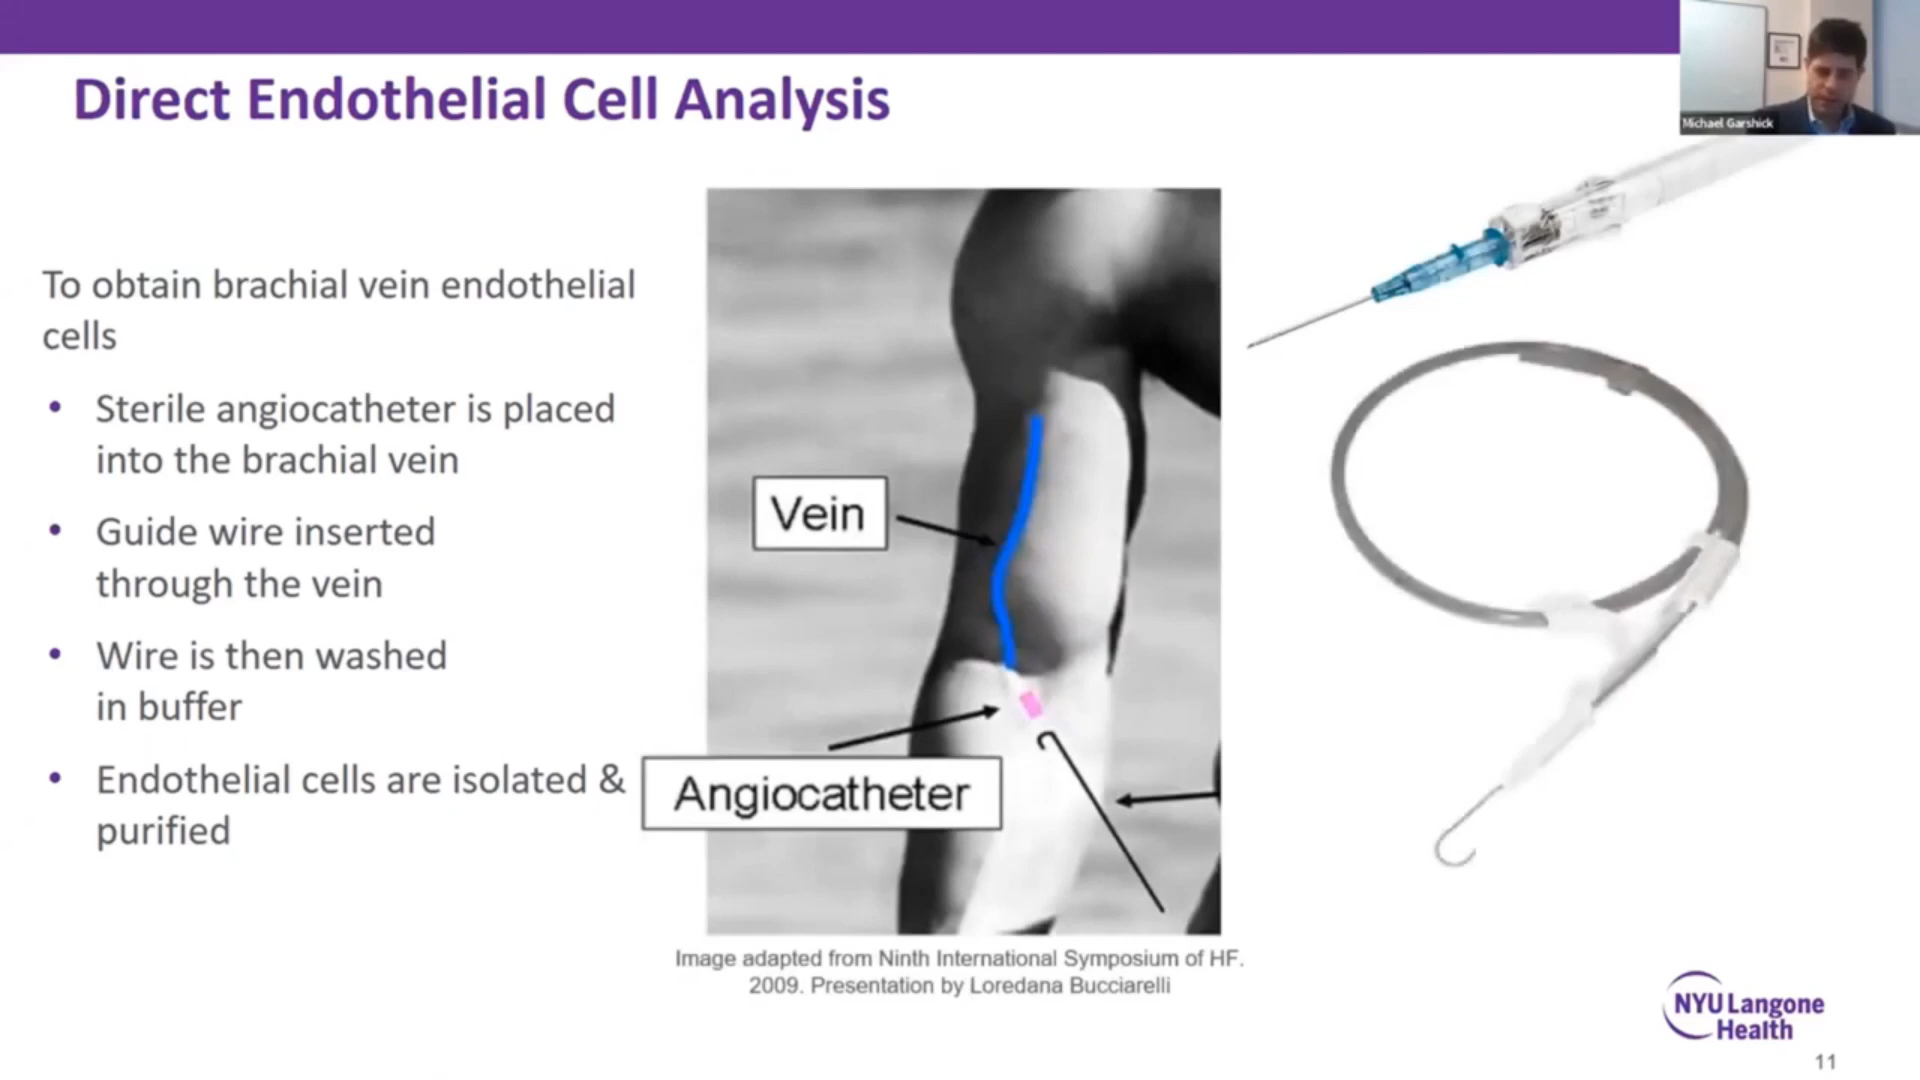 Direct Endothelial Cell Analysis
Michael Garshick
To obtain brachial vein endothelial
cells
• Sterile angiocatheter is placed
into the brachial vein
• Guide wire inserted
through the vein
• Wire is then washed
in buffer
• Endothelial cells are isolated &
purified
Vein
Angiocatheter
Image adapted from Ninth International Symposium of HF.
2009. Presentation by Loredana Bucciarelli
NYU Langone
Health
11